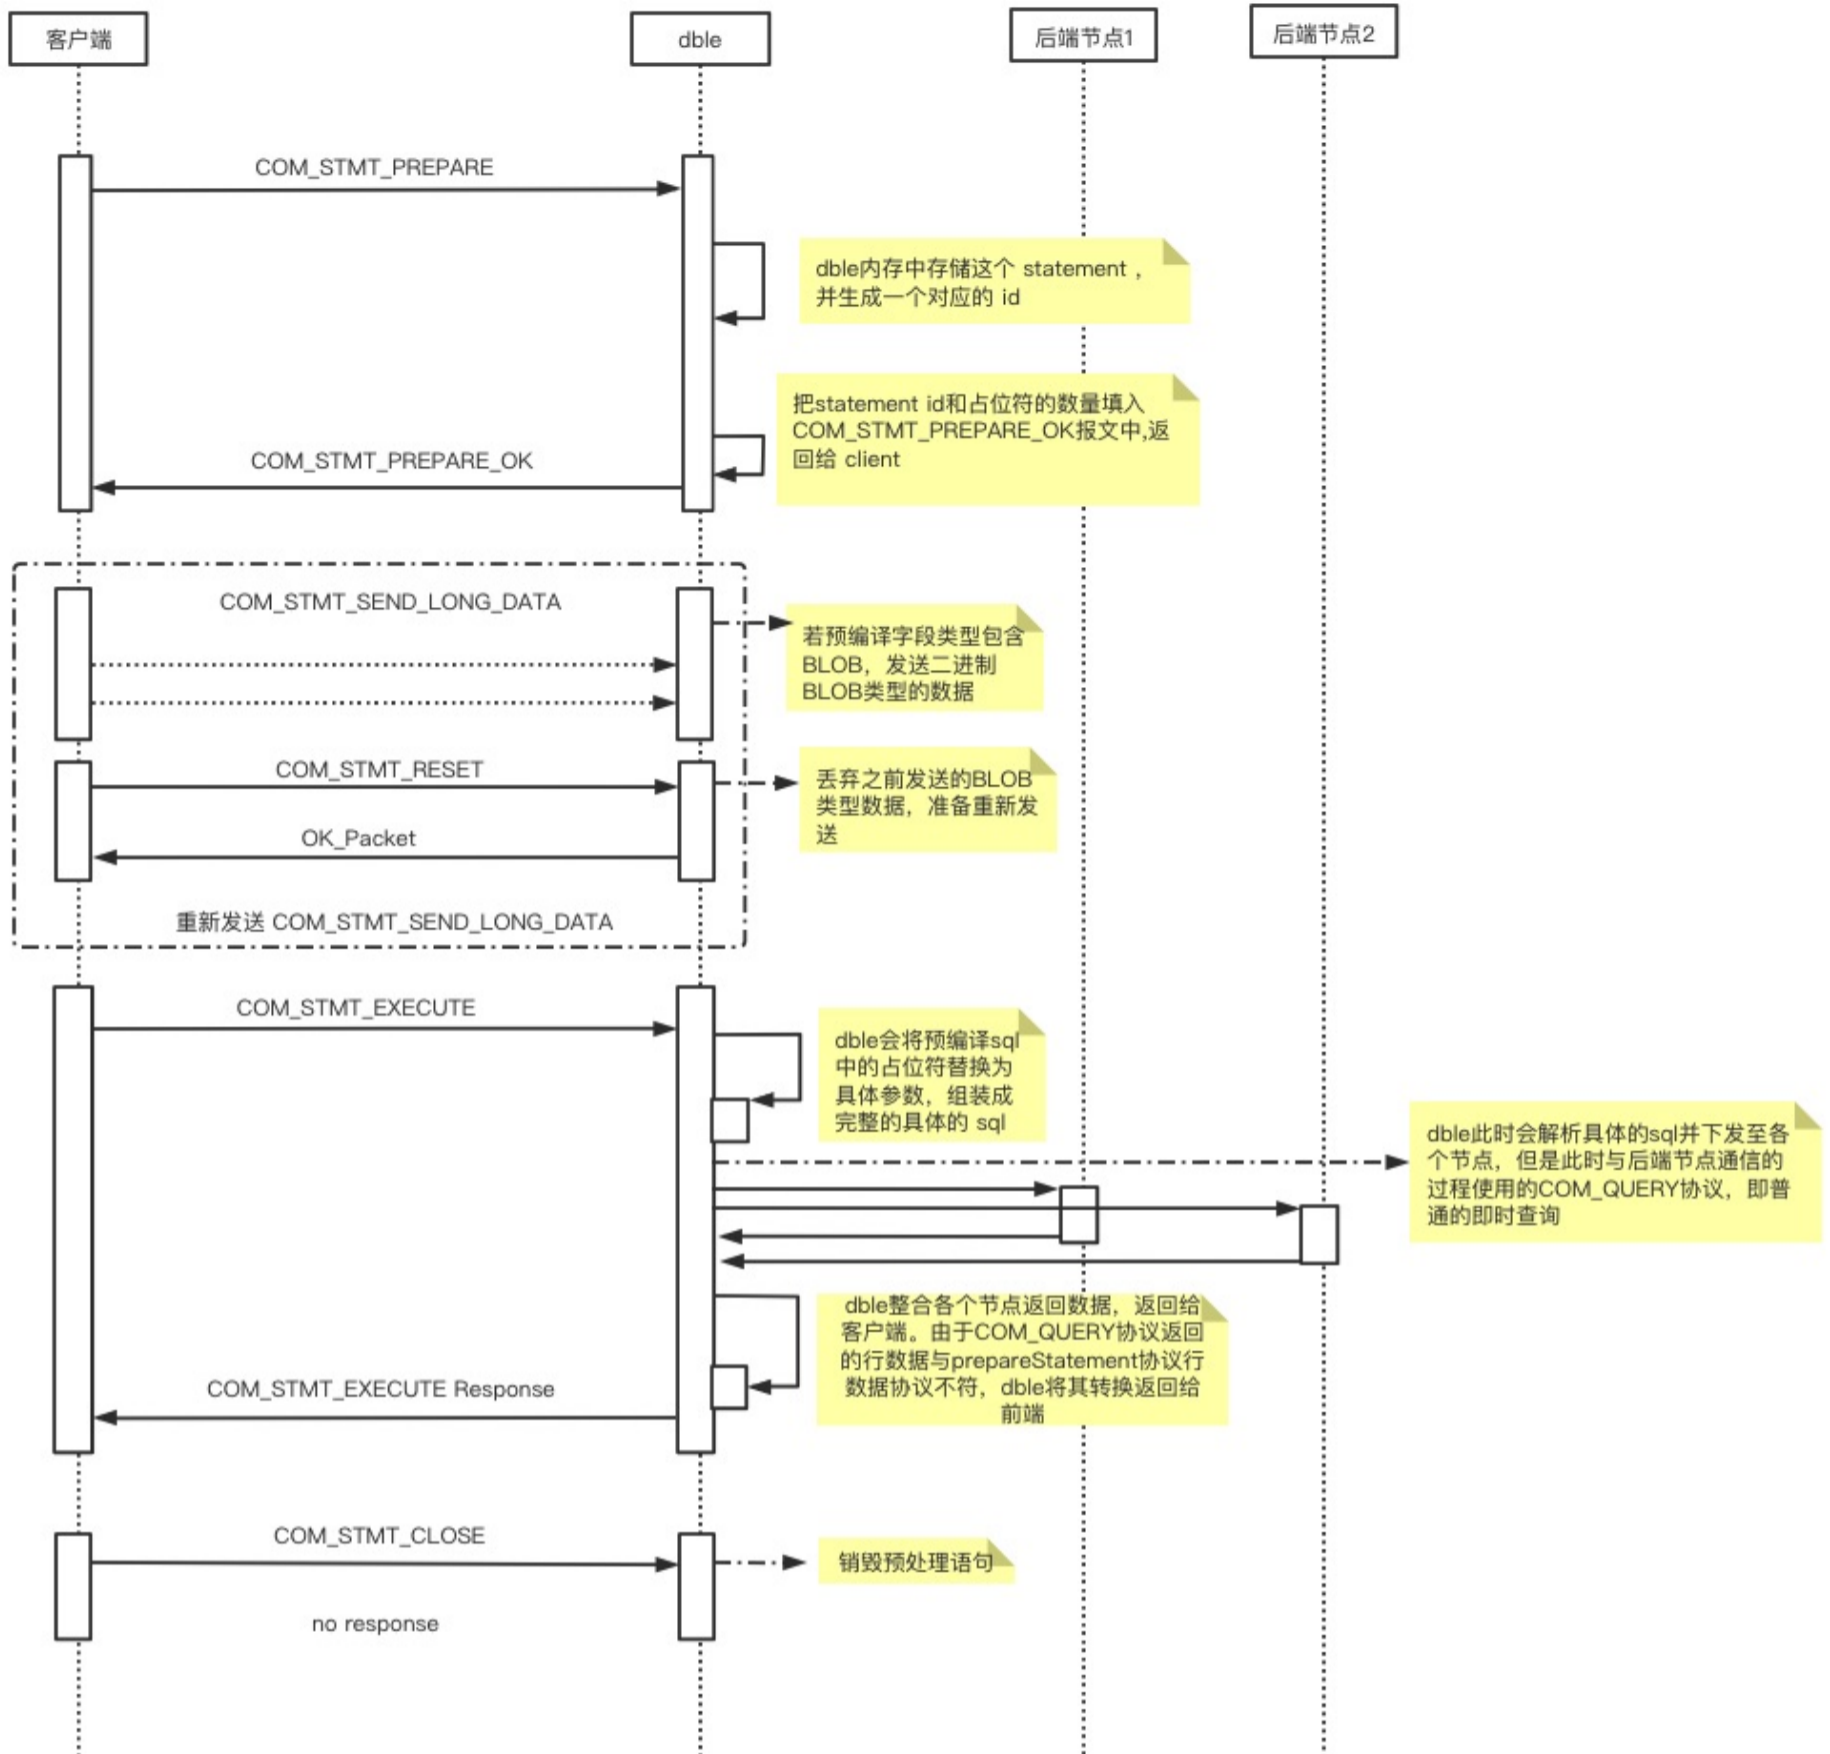 客户端
dble
后端节点1
后端节点2
COM_STMT_PREPARE
dble内存中存储这个 statement ，
并生成一个对应的 id
把statement id和占位符的数量填入
COM_STMT_PREPARE_OK报文中,返
回给 client
COM_STMT_PREPARE_OK
COM_STMT_SEND_LONG_DATA
若预编译字段类型包含
BLOB，发送二进制
BLOB类型的数据
COM_STMT_RESET
丢弃之前发送的BLOB
类型数据，准备重新发
送
OK_Packet
重新发送 COM_STMT_SEND_LONG_DATA
COM_STMT_EXECUTE
dble会将预编译sql
中的占位符替换为
具体参数，组装成
完整的具体的 sql
dble此时会解析具体的sql并下发至各
个节点，但是此时与后端节点通信的
过程使用的COM_QUERY协议，即普
通的即时查询
dble整合各个节点返回数据，返回给
客户端。由于COM_QUERY协议返回
的行数据与prepareStatement协议行
数据协议不符，dble将其转换返回给
前端
COM_STMT_EXECUTE Response
COM_STMT_CLOSE
销毁预处理语句
no response